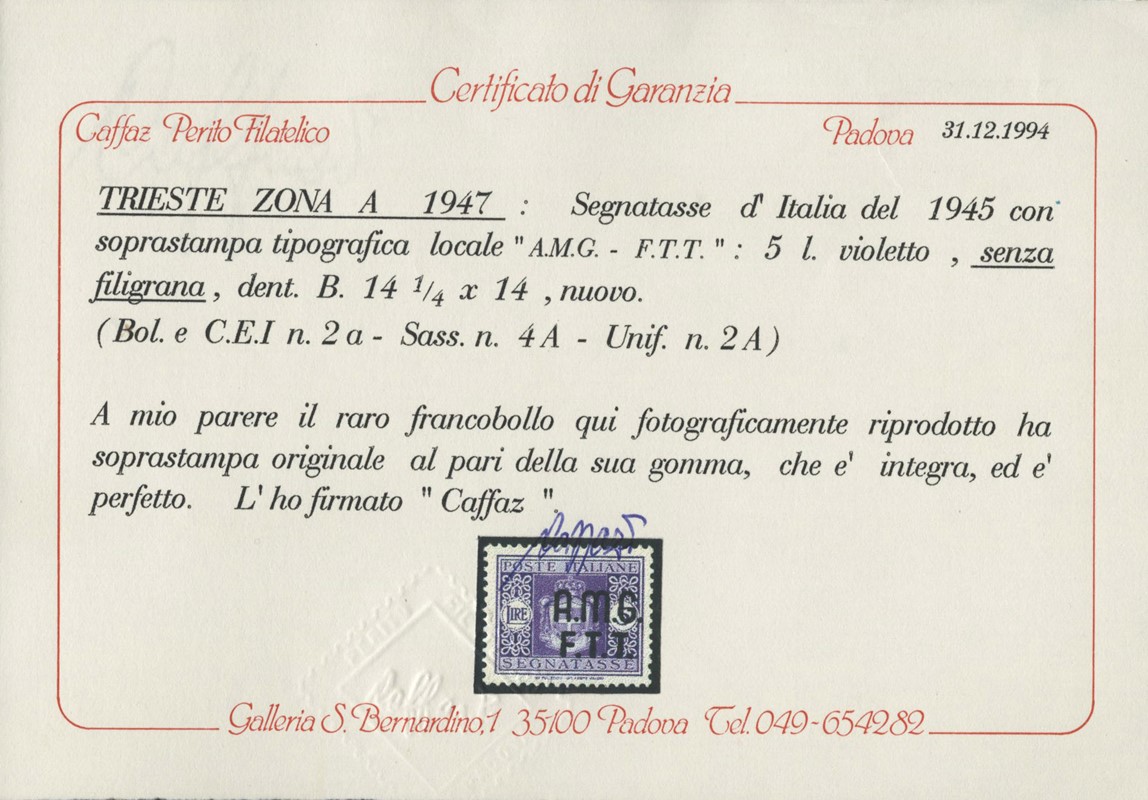 Certificato di Garanzia
Caffaz Perito Filatelico Padova 31.12.1994
TRIESTE ZONA A 1947 : Segnatasse d' Italia del 1945 con
soprastampa tipografica locale " A.M.G. - F.T.T. " : 5 l. violetto , senza
filigrana , dent. B. 14 1/4 x 14 , nuovo.
( Bol. e C.E.I n. 2 a - Sass. n. 4 A - Unif. n. 2 A )
A mio parere il raro francobollo qui fotograficamente riprodotto ha
soprastampa originale al pari della sua gomma, che e' integra, ed e'
perfetto. L' ho firmato " Caffaz ".
POSTE ITALIANE
LIRE A.M.G. 5
F.T.T.
SEGNATASSE
Galleria S. Bernardino, 1 35100 Padova Tel. 049-654282